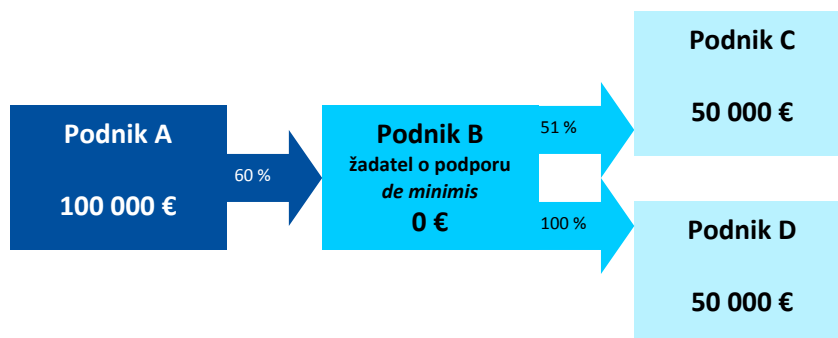 Podnik A
100 000 €
60 %
Podnik B
žadatel o podporu
de minimis
0 €
51 %
100 %
Podnik C
50 000 €
Podnik D
50 000 €